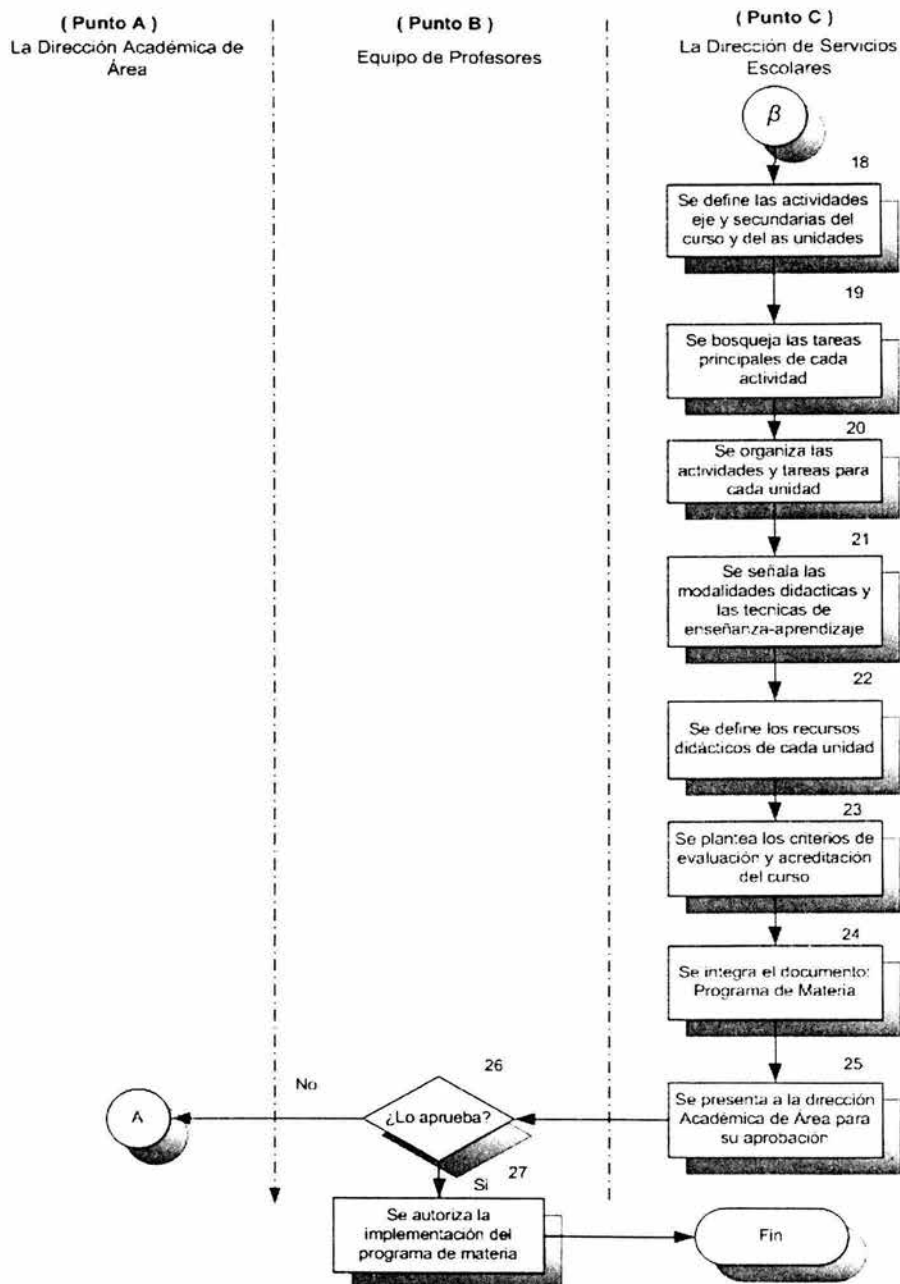 ( Punto A )
La Dirección Académica de
Área
( Punto B )
Equipo de Profesores
( Punto C )
La Dirección de Servicios
Escolares
β
18
Se define las actividades
eje y secundarias del
curso y del as unidades
19
Se bosqueja las tareas
principales de cada
actividad
20
Se organiza las
actividades y tareas para
cada unidad
21
Se señala las
modalidades didacticas y
las tecnicas de
enseñanza-aprendizaje
22
Se define los recursos
didácticos de cada unidad
23
Se plantea los criterios de
evaluación y acreditación
del curso
24
Se integra el documento:
Programa de Materia
25
Se presenta a la dirección
Académica de Área para
su aprobación
26
¿Lo aprueba?
No
A
27
Si
Se autoriza la
implementación del
programa de materia
Fin